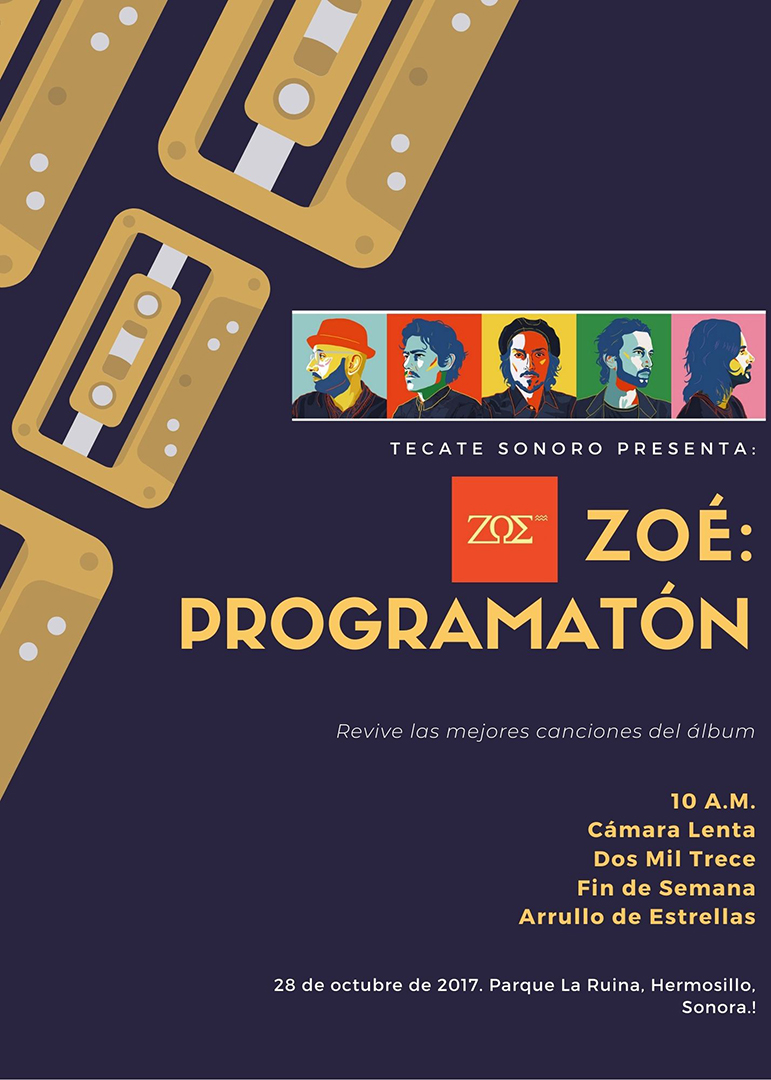 TECATE SONORO PRESENTA:
ZΩΣ
ZOÉ:
PROGRAMATÓN
Revive las mejores canciones del álbum
10 A.M.
Cámara Lenta
Dos Mil Trece
Fin de Semana
Arrullo de Estrellas
28 de octubre de 2017. Parque La Ruina, Hermosillo,
Sonora.!